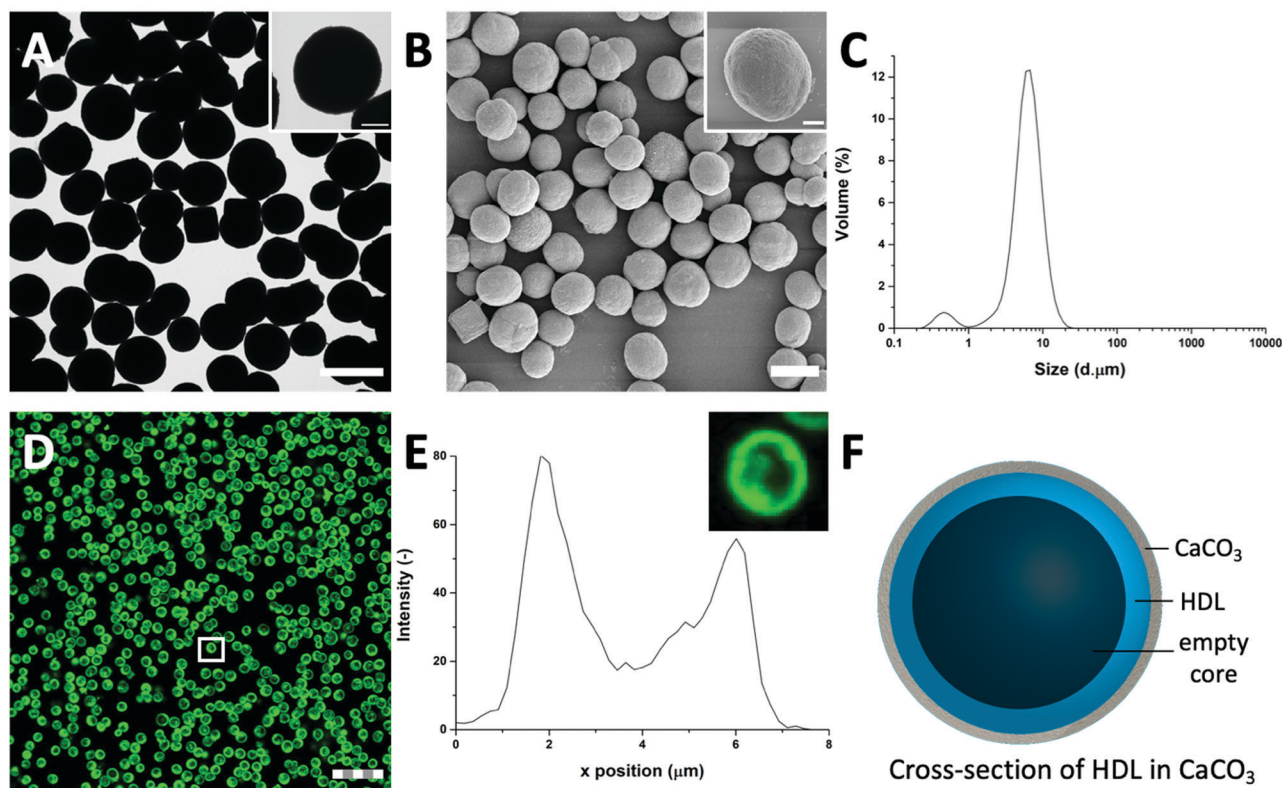 A
B
C
12
10
8
6
4
2
0
Volume (%)
0.1
1
10
100
1000
10000
Size (d.μm)
D
E
80
60
40
20
0
Intensity (-)
0
2
4
6
8
x position (μm)
F
CaCO₃
HDL
empty
core
Cross-section of HDL in CaCO₃